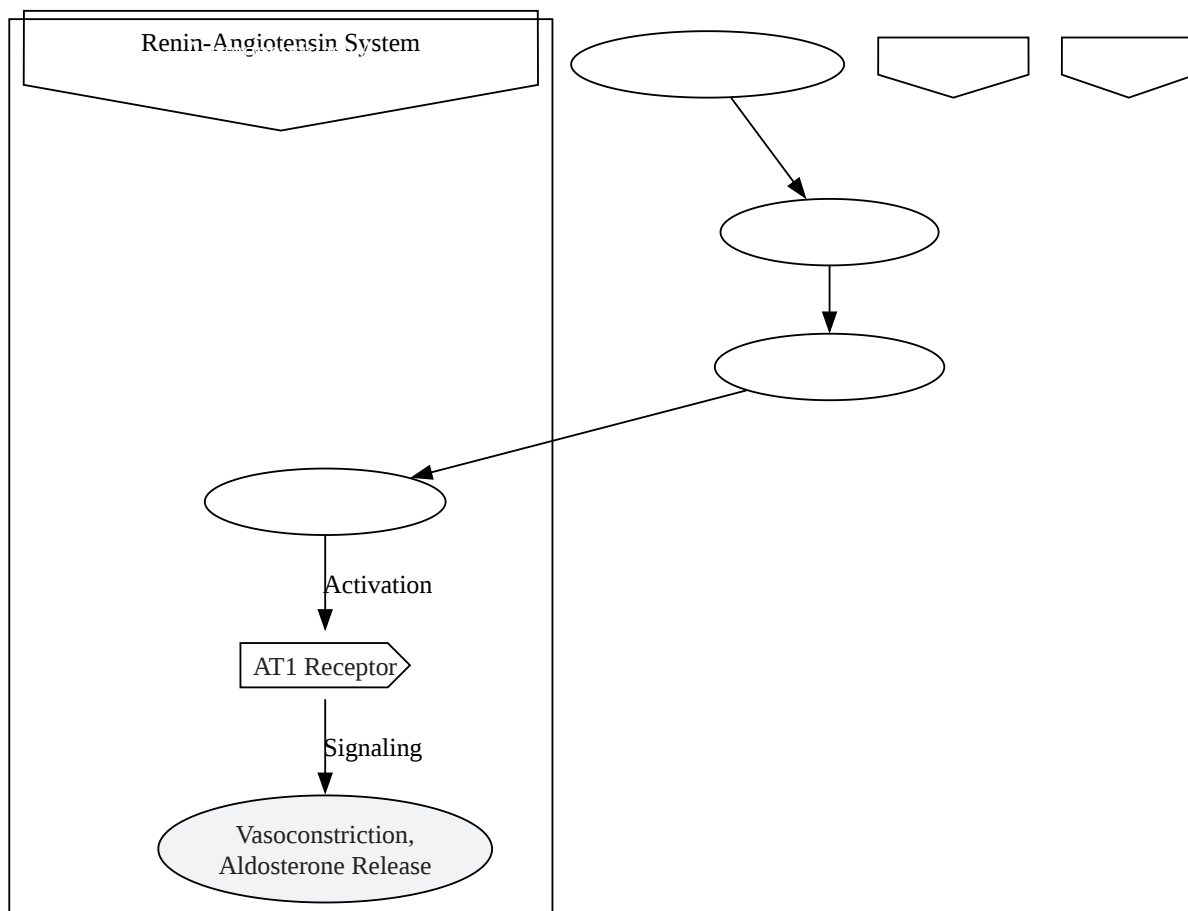 Renin-Angiotensin System
Activation
AT1 Receptor
Signaling
Vasoconstriction,
Aldosterone Release